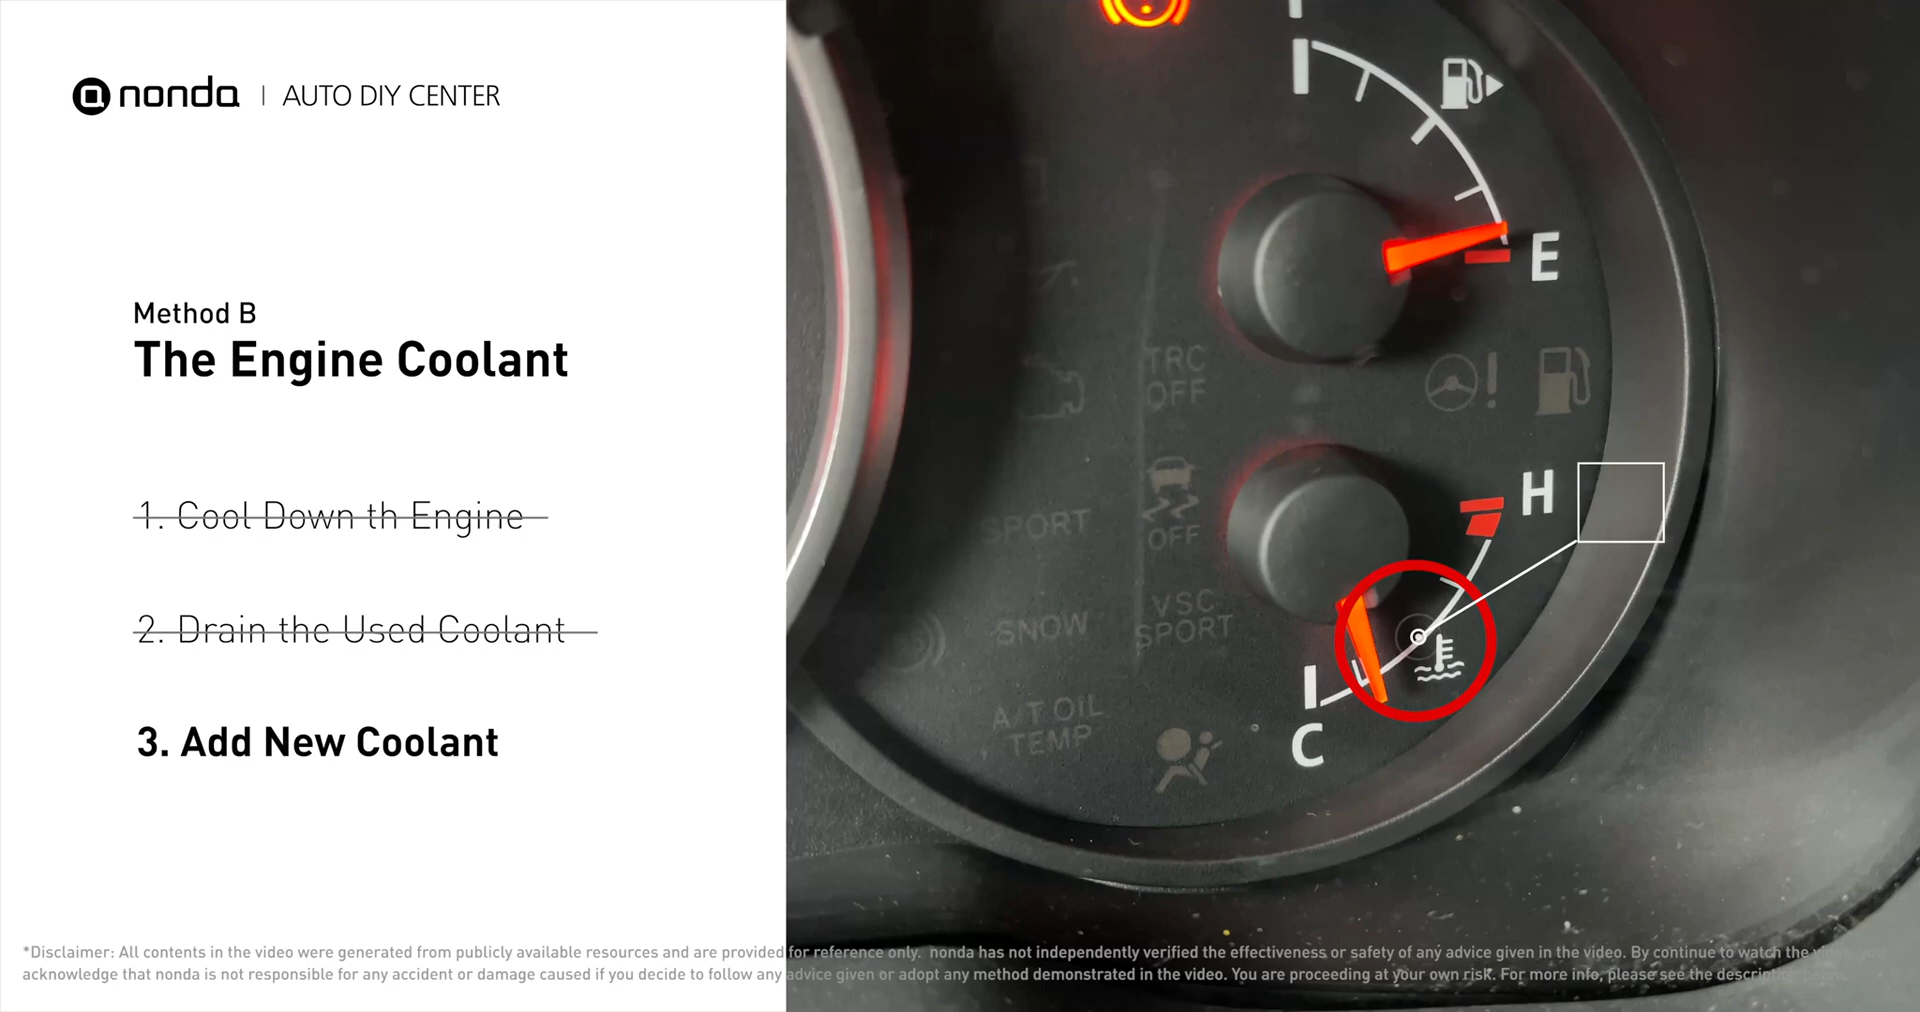 nonda | AUTO DIY CENTER
Method B
The Engine Coolant
1. Cool Down th Engine
2. Drain the Used Coolant
3. Add New Coolant
E
TRC
OFF
H
SPORT
OFF
SNOW
VSC
SPORT
A/T OIL
TEMP
C
*Disclaimer: All contents in the video were generated from publicly available resources and are provided for reference only. nonda has not independently verified the effectiveness or safety of any advice given in the video. By continue to watch the video, you
acknowledge that nonda is not responsible for any accident or damage caused if you decide to follow any advice given or adopt any method demonstrated in the video. You are proceeding at your own risk. For more info, please see the description